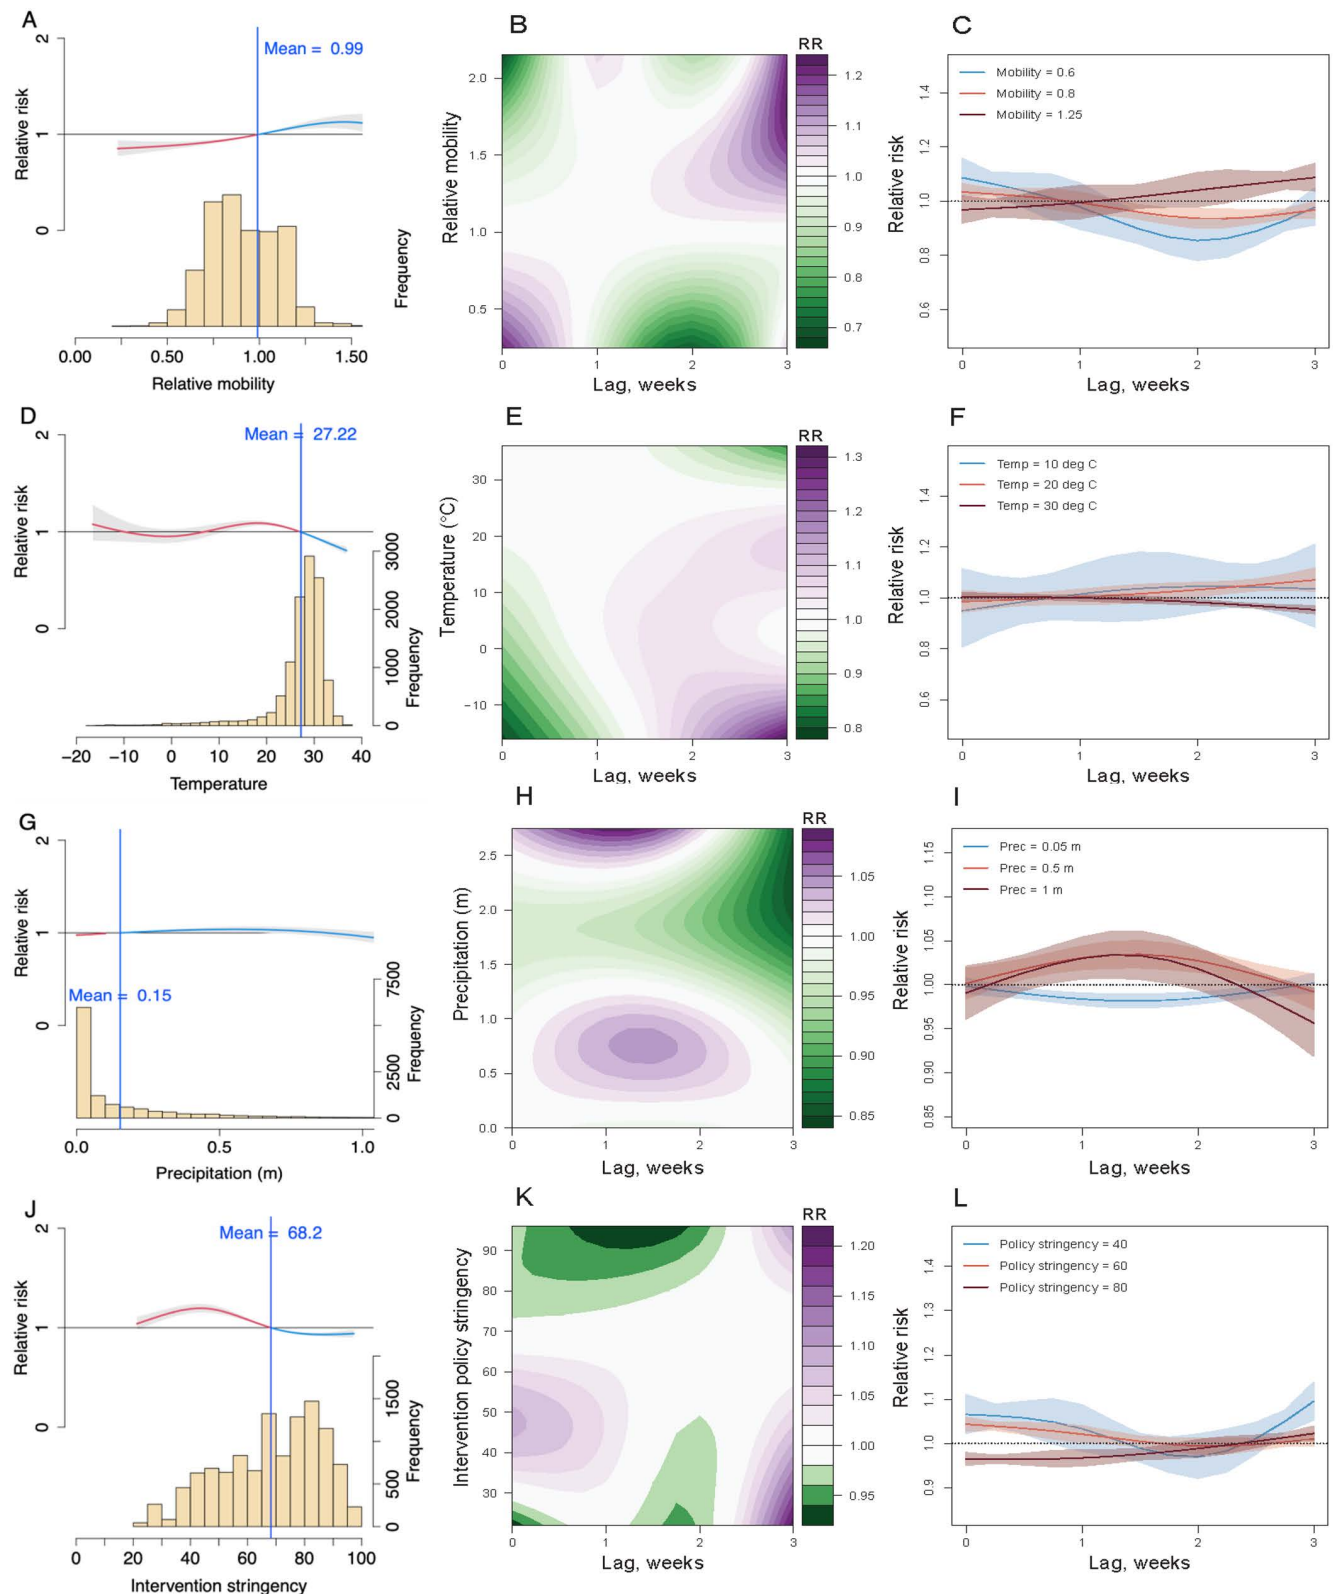 A
2
Mean = 0.99
Relative risk
1
0
Frequency
0.00 0.50 1.00 1.50
Relative mobility
B
RR
2.0
1.5
1.0
0.5
Relative mobility
1.2
1.1
1.0
0.9
0.8
0.7
0 1 2 3
Lag, weeks
C
Mobility = 0.6
Mobility = 0.8
Mobility = 1.25
1.4
1.2
1.0
0.8
0.6
Relative risk
0 1 2 3
Lag, weeks
D
2
Mean = 27.22
Relative risk
1
0
3000
2000
1000
0
Frequency
−20 −10 0 10 20 30 40
Temperature
E
RR
30
20
10
0
−10
Temperature (°C)
1.3
1.2
1.1
1.0
0.9
0.8
0 1 2 3
Lag, weeks
F
Temp = 10 deg C
Temp = 20 deg C
Temp = 30 deg C
1.4
1.2
1.0
0.8
0.6
Relative risk
0 1 2 3
Lag, weeks
G
2
Relative risk
1
Mean = 0.15
0
7500
2500
0
Frequency
0.0 0.5 1.0
Precipitation (m)
H
RR
2.5
2.0
1.5
1.0
0.5
0.0
Precipitation (m)
1.05
1.00
0.95
0.90
0.85
0 1 2 3
Lag, weeks
I
Prec = 0.05 m
Prec = 0.5 m
Prec = 1 m
1.15
1.10
1.05
1.00
0.95
0.90
0.85
Relative risk
0 1 2 3
Lag, weeks
J
2
Mean = 68.2
Relative risk
1
0
1500
500
0
Frequency
0 20 40 60 80 100
Intervention stringency
K
RR
90
80
70
60
50
40
30
Intervention policy stringency
1.20
1.15
1.10
1.05
1.00
0.95
0 1 2 3
Lag, weeks
L
Policy stringency = 40
Policy stringency = 60
Policy stringency = 80
1.4
1.3
1.2
1.1
1.0
0.9
Relative risk
0 1 2 3
Lag, weeks